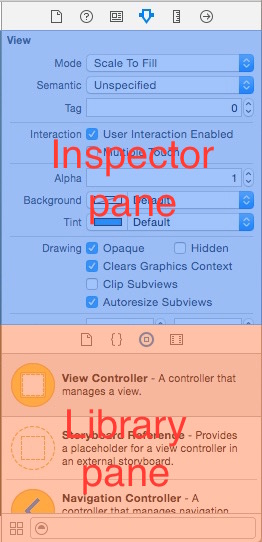 View
Mode Scale To Fill
Semantic Unspecified
Tag 0
Interaction User Interaction Enabled
Multiple Touch
Inspector
pane
Alpha 1
Background Default
Tint Default
Drawing Opaque Hidden
Clears Graphics Context
Clip Subviews
Autoresize Subviews
{ }
View Controller - A controller that
manages a view.
Library
pane
Storyboard Reference - Provides
a placeholder for a view controller in
an external storyboard.
Navigation Controller - A
controller that manages navigation